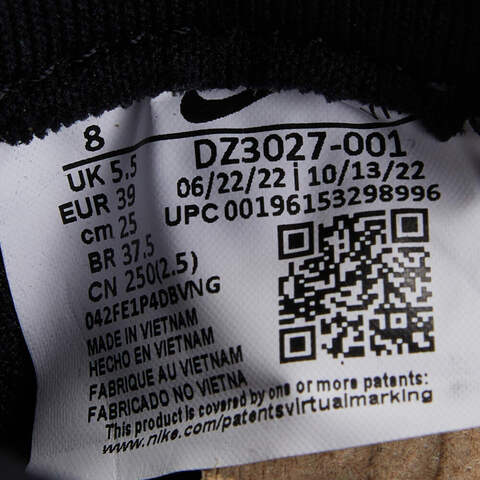 8
UK 5.5
EUR 39
cm 25
BR 37.5
CN 250(2.5)
042FE1P4DBVNG
MADE IN VIETNAM
HECHO EN VIETNAM
FABRIQUE AU VIETNAM
FABRICADO NO VIETNA
DZ3027-001
06/22/22 | 10/13/22
UPC 00196153298996
This product is covered by one or more patents:
www.nike.com/patentsvirtualmarking